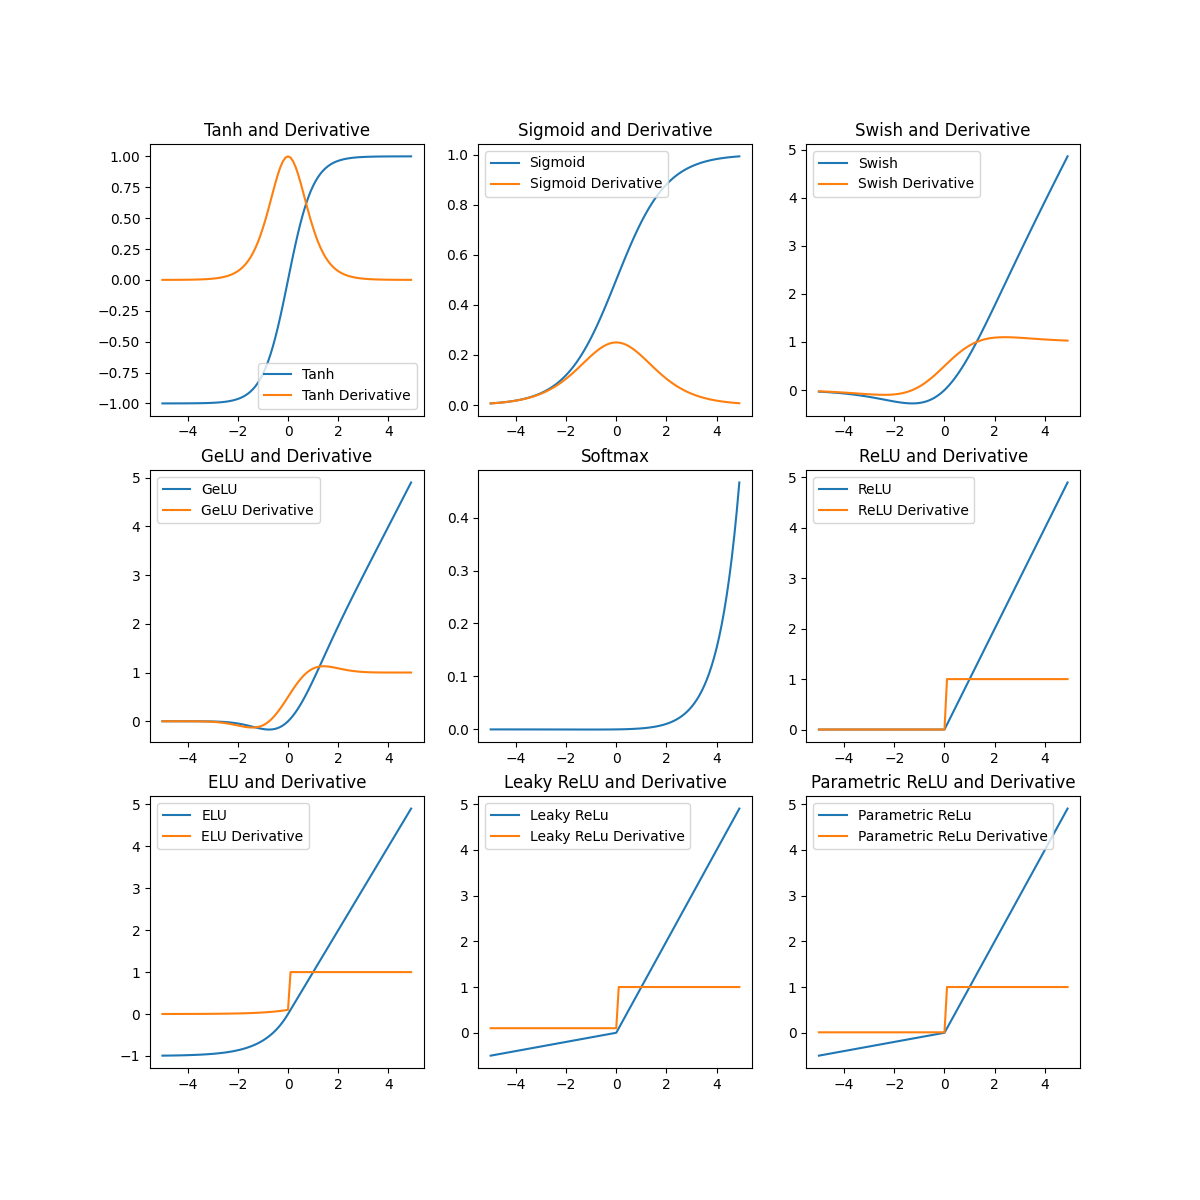 Tanh and Derivative
1.00
0.75
0.50
0.25
0.00
−0.25
−0.50
−0.75
−1.00
Tanh
Tanh Derivative
−4 −2 0 2 4
Sigmoid and Derivative
1.0
0.8
0.6
0.4
0.2
0.0
Sigmoid
Sigmoid Derivative
−4 −2 0 2 4
Swish and Derivative
5
4
3
2
1
0
Swish
Swish Derivative
−4 −2 0 2 4
GeLU and Derivative
5
4
3
2
1
0
GeLU
GeLU Derivative
−4 −2 0 2 4
Softmax
0.4
0.3
0.2
0.1
0.0
−4 −2 0 2 4
ReLU and Derivative
5
4
3
2
1
0
ReLU
ReLU Derivative
−4 −2 0 2 4
ELU and Derivative
5
4
3
2
1
0
−1
ELU
ELU Derivative
−4 −2 0 2 4
Leaky ReLU and Derivative
5
4
3
2
1
0
Leaky ReLu
Leaky ReLu Derivative
−4 −2 0 2 4
Parametric ReLU and Derivative
5
4
3
2
1
0
Parametric ReLu
Parametric ReLu Derivative
−4 −2 0 2 4